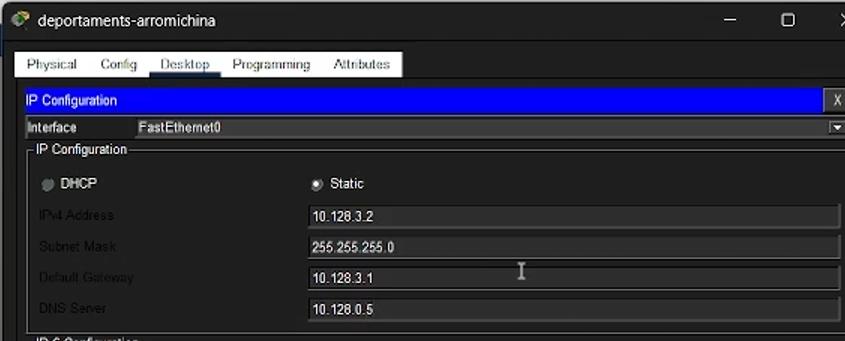 deportaments-arromichina
Physical Config Desktop Programming Attributes
IP Configuration X
Interface FastEthernet0
IP Configuration
DHCP Static
IPv4 Address 10.128.3.2
Subnet Mask 255.255.255.0
Default Gateway 10.128.3.1
DNS Server 10.128.0.5